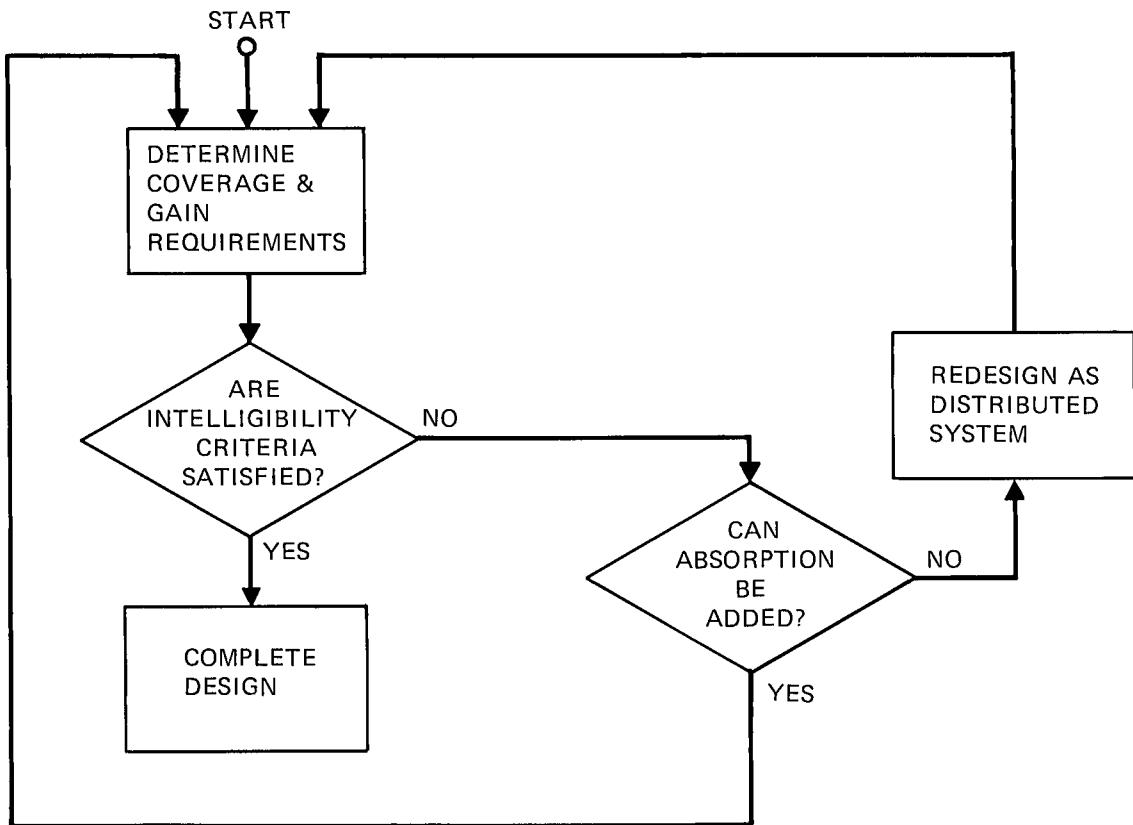 START
DETERMINE
COVERAGE &
GAIN
REQUIREMENTS
ARE
INTELLIGIBILITY
CRITERIA
SATISFIED?
NO
YES
COMPLETE
DESIGN
CAN
ABSORPTION
BE
ADDED?
NO
YES
REDESIGN AS
DISTRIBUTED
SYSTEM